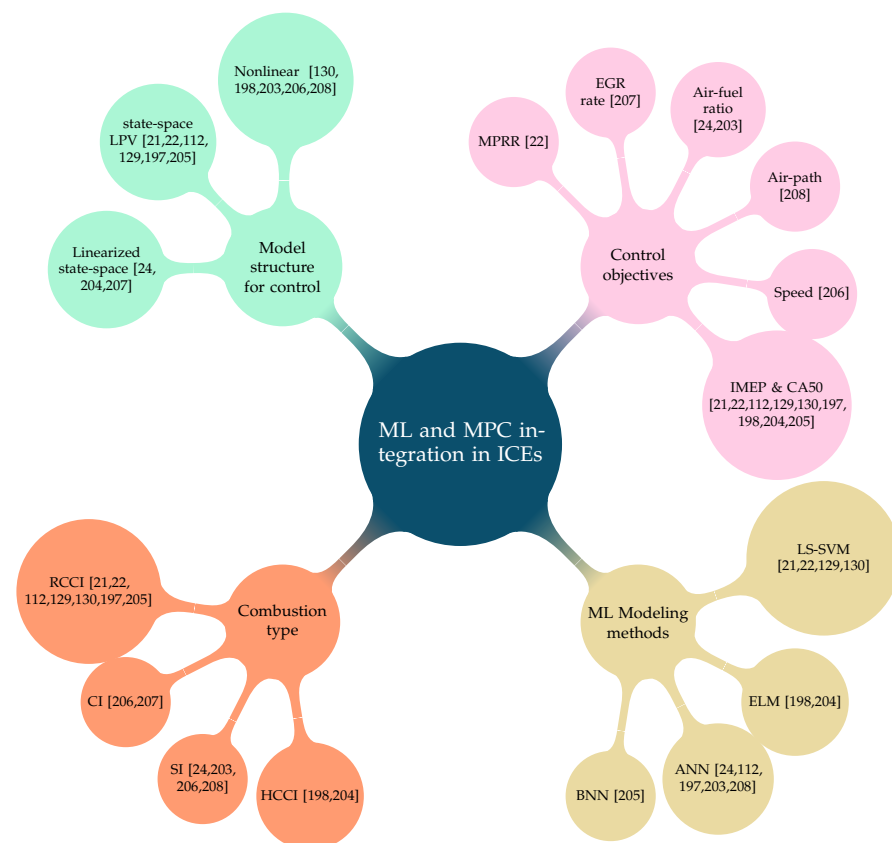 Nonlinear [130,
198,203,206,208]
state-space
LPV [21,22,112,
129,197,205]
Linearized
state-space [24,
204,207]
Model
structure
for control
MPRR [22]
EGR
rate [207]
Air-fuel
ratio
[24,203]
Air-path
[208]
Speed [206]
IMEP & CA50
[21,22,112,129,130,197,
198,204,205]
Control
objectives
ML and MPC in-
tegration in ICEs
RCCI [21,22,
112,129,130,197,205]
CI [206,207]
SI [24,203,
206,208]
HCCI [198,204]
Combustion
type
LS-SVM
[21,22,129,130]
ELM [198,204]
ANN [24,112,
197,203,208]
BNN [205]
ML Modeling
methods